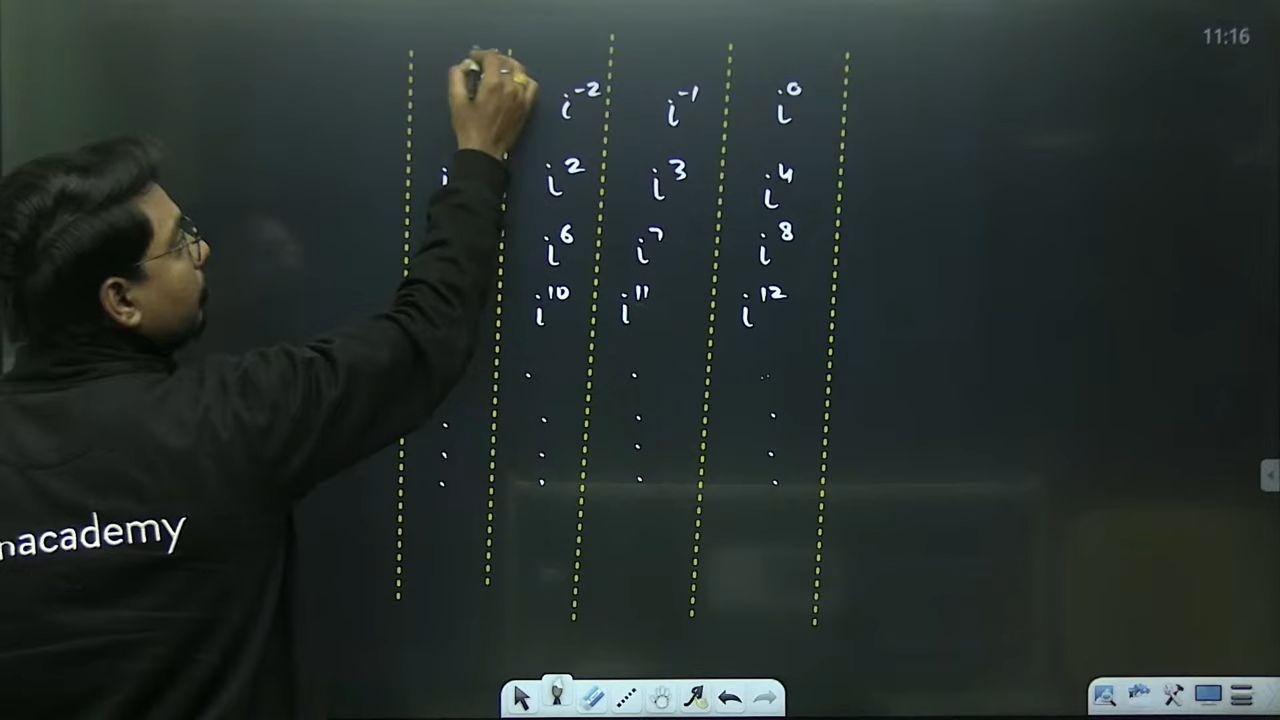 11:16
i⁻² i⁻¹ i⁰
i i² i³ i⁴
i⁶ i⁷ i⁸
i¹⁰ i¹¹ i¹²
nacademy